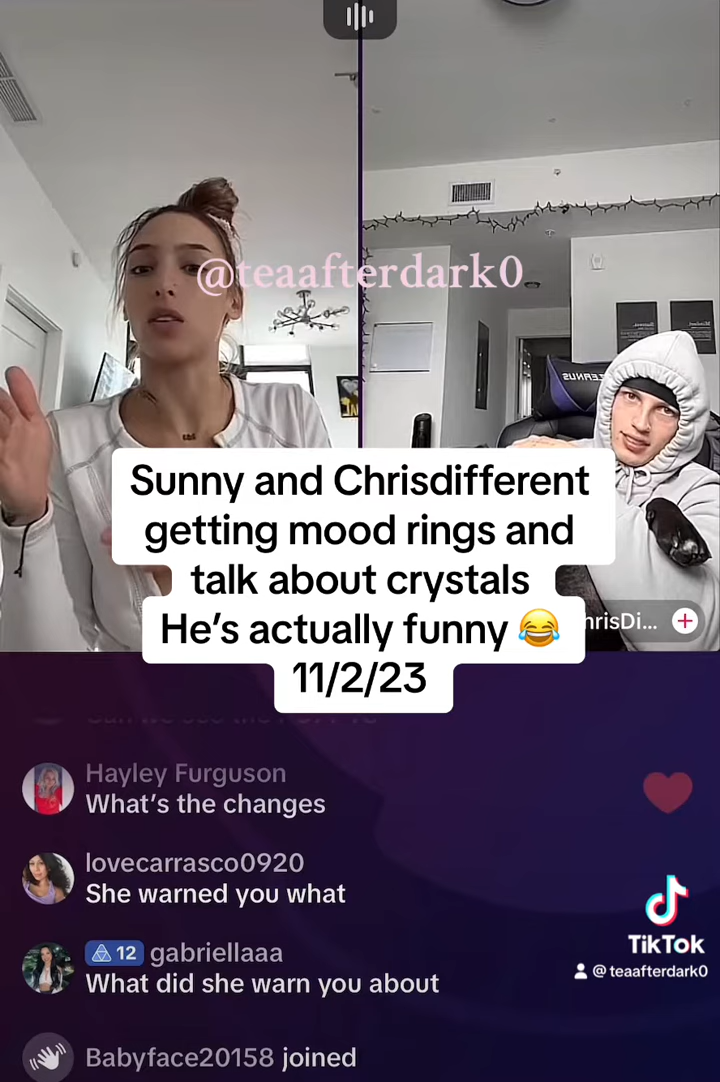 @teaafterdark0
Sunny and Chrisdifferent
getting mood rings and
talk about crystals
He's actually funny 😂
11/2/23
hrisDi...
Hayley Furguson
What's the changes
lovecarrasco0920
She warned you what
12 gabriellaaa
What did she warn you about
Babyface20158 joined
TikTok
@teaafterdark0